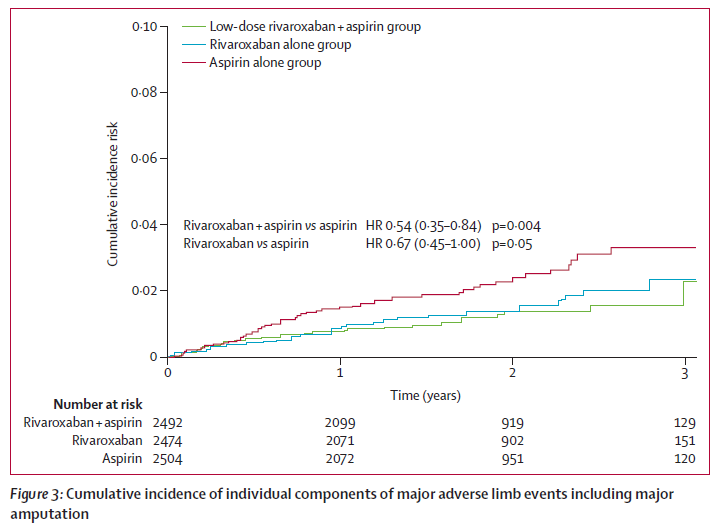 0·10
0·08
0·06
0·04
0·02
0
Cumulative incidence risk
Low-dose rivaroxaban + aspirin group
Rivaroxaban alone group
Aspirin alone group
Rivaroxaban + aspirin vs aspirin HR 0·54 (0·35–0·84) p=0·004
Rivaroxaban vs aspirin HR 0·67 (0·45–1·00) p=0·05
0 1 2 3
Time (years)
Number at risk
Rivaroxaban + aspirin 2492 2099 919 129
Rivaroxaban 2474 2071 902 151
Aspirin 2504 2072 951 120
Figure 3: Cumulative incidence of individual components of major adverse limb events including major
amputation